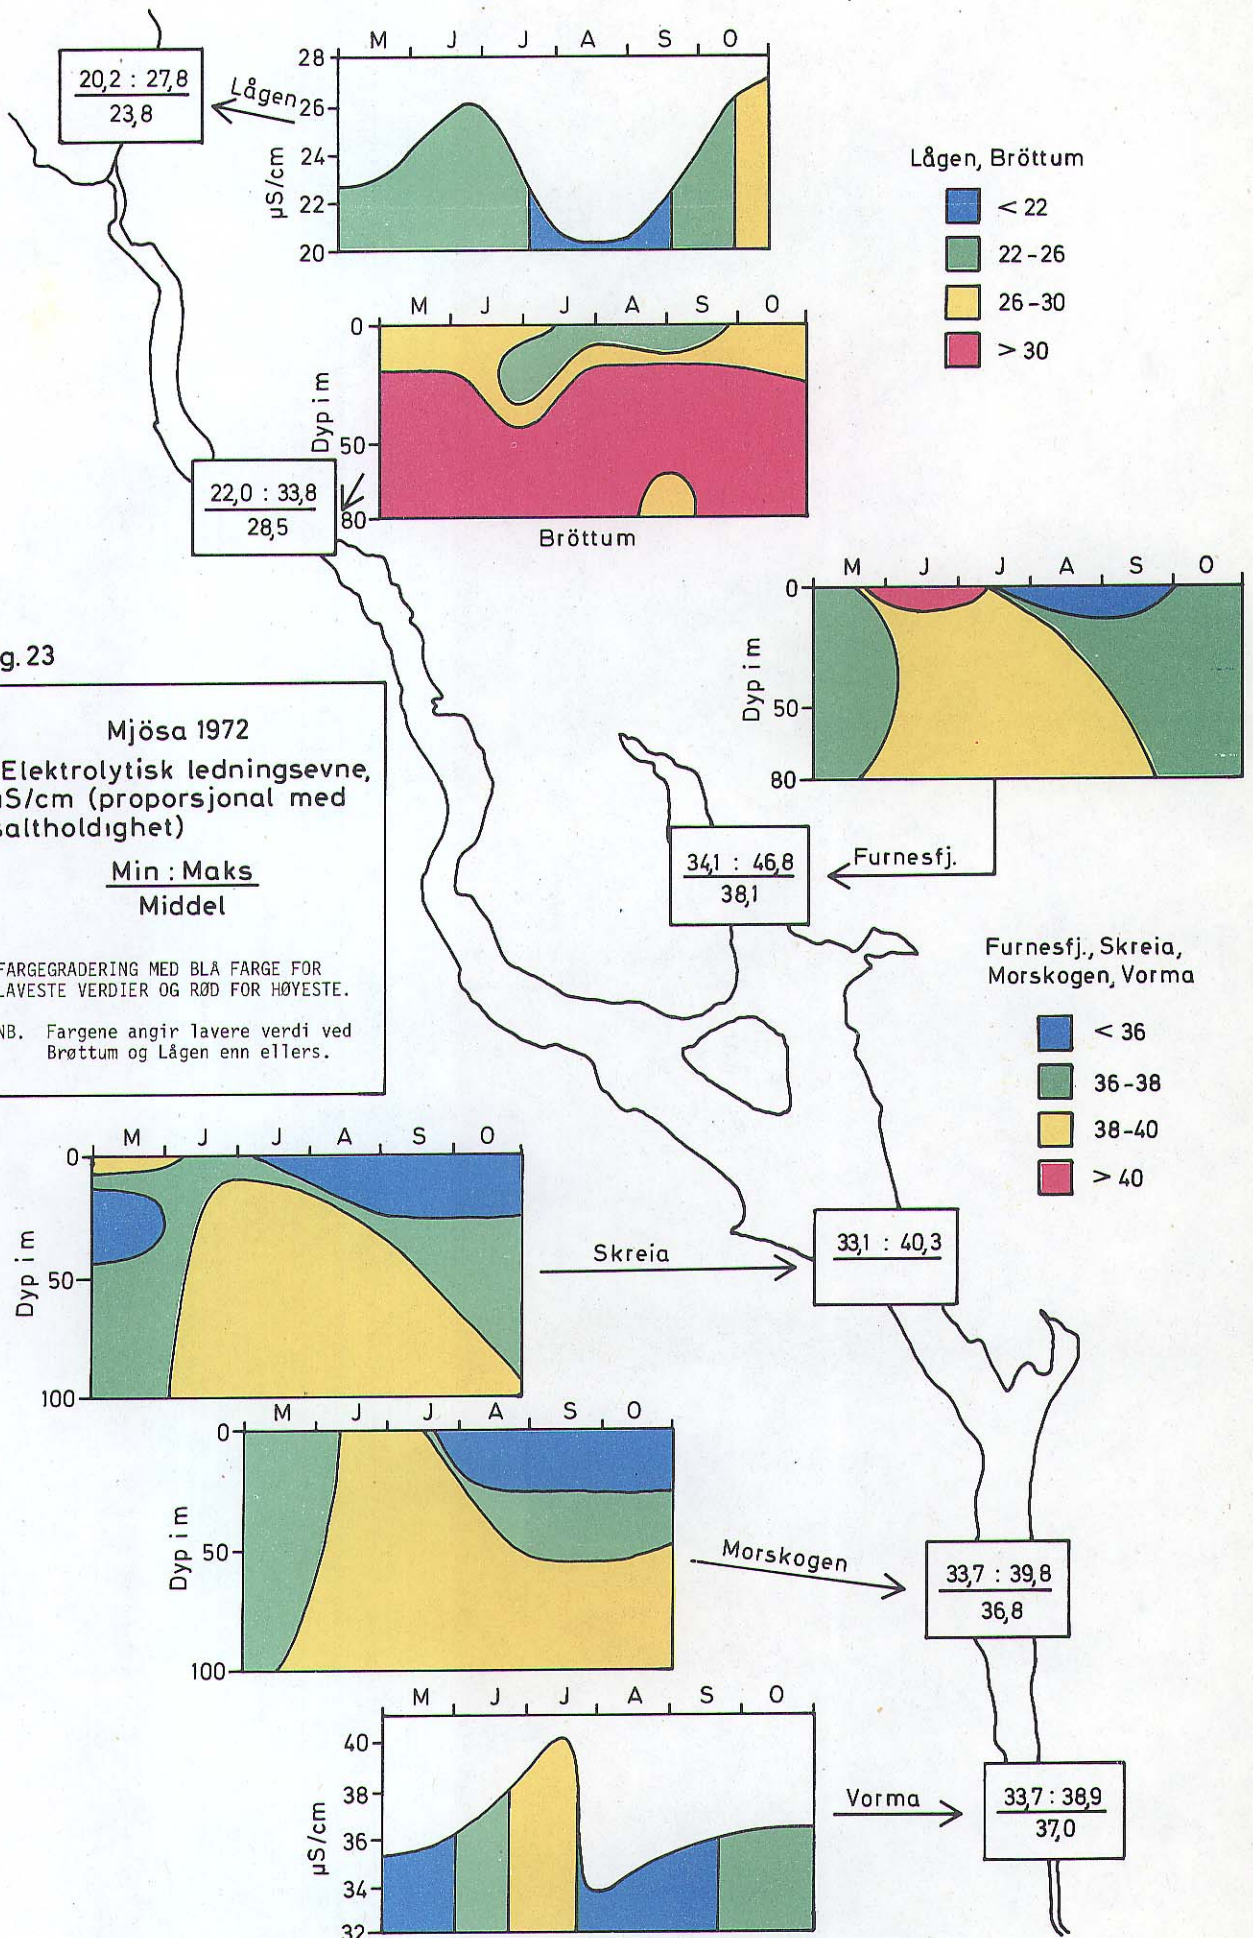 M J J A S O
20,2 : 27,8
23,8
Lågen
28
26
24
22
20
µS/cm
Lågen, Bröttum
< 22
22-26
26-30
> 30
M J J A S O
0
50
80
Dyp i m
Bröttum
22,0 : 33,8
28,5
M J J A S O
0
50
80
Dyp i m
g. 23
Mjösa 1972
Elektrolytisk ledningsevne,
µS/cm (proporsjonal med
saltholdighet)
Min : Maks
Middel
FARGEGRADERING MED BLÅ FARGE FOR
LAVESTE VERDIER OG RØD FOR HØYESTE.
NB. Fargene angir lavere verdi ved
Brøttum og Lågen enn ellers.
34,1 : 46,8
38,1
Furnesfj.
Furnesfj., Skreia,
Morskogen, Vorma
< 36
36-38
38-40
> 40
M J J A S O
0
50
100
Dyp i m
Skreia
33,1 : 40,3
M J J A S O
0
50
100
Dyp i m
Morskogen
33,7 : 39,8
36,8
M J J A S O
40
38
36
34
32
µS/cm
Vorma
33,7 : 38,9
37,0